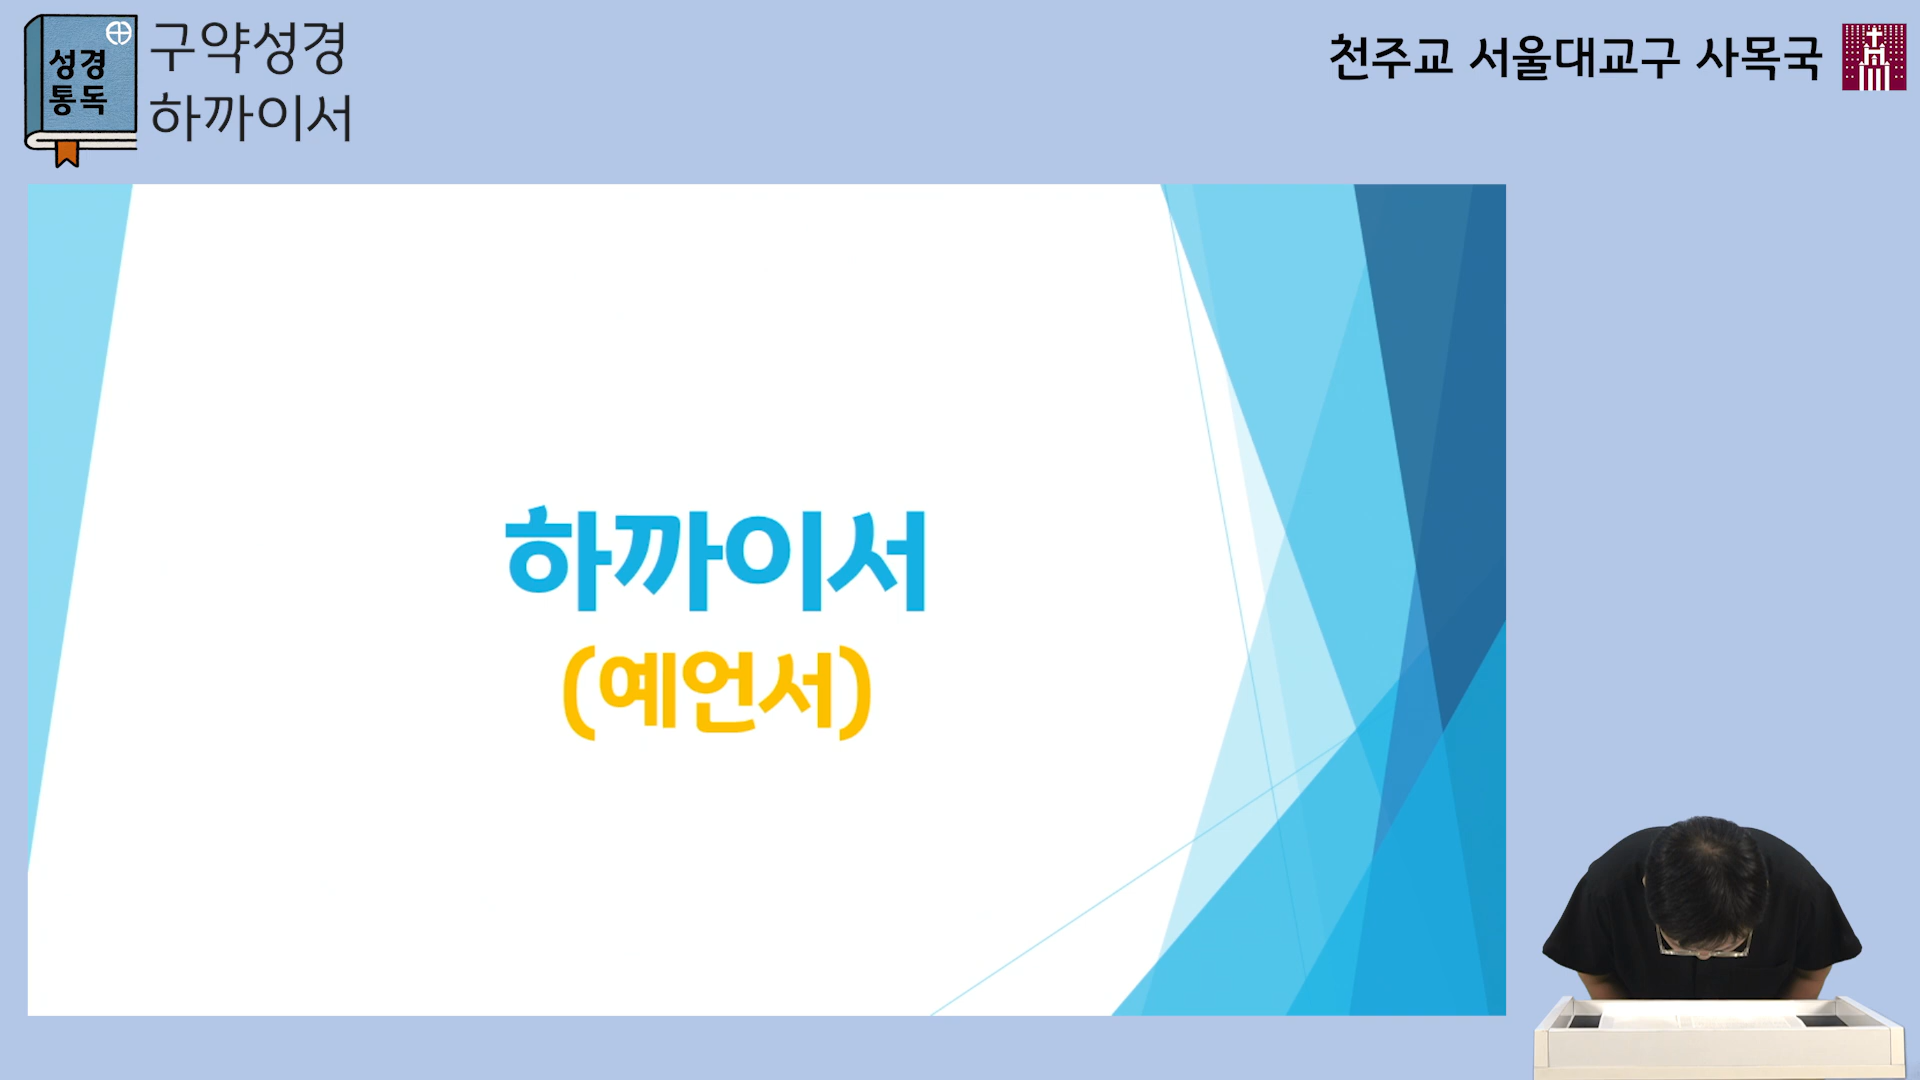 성경
통독
구약성경
하까이서
천주교 서울대교구 사목국
하까이서
(예언서)